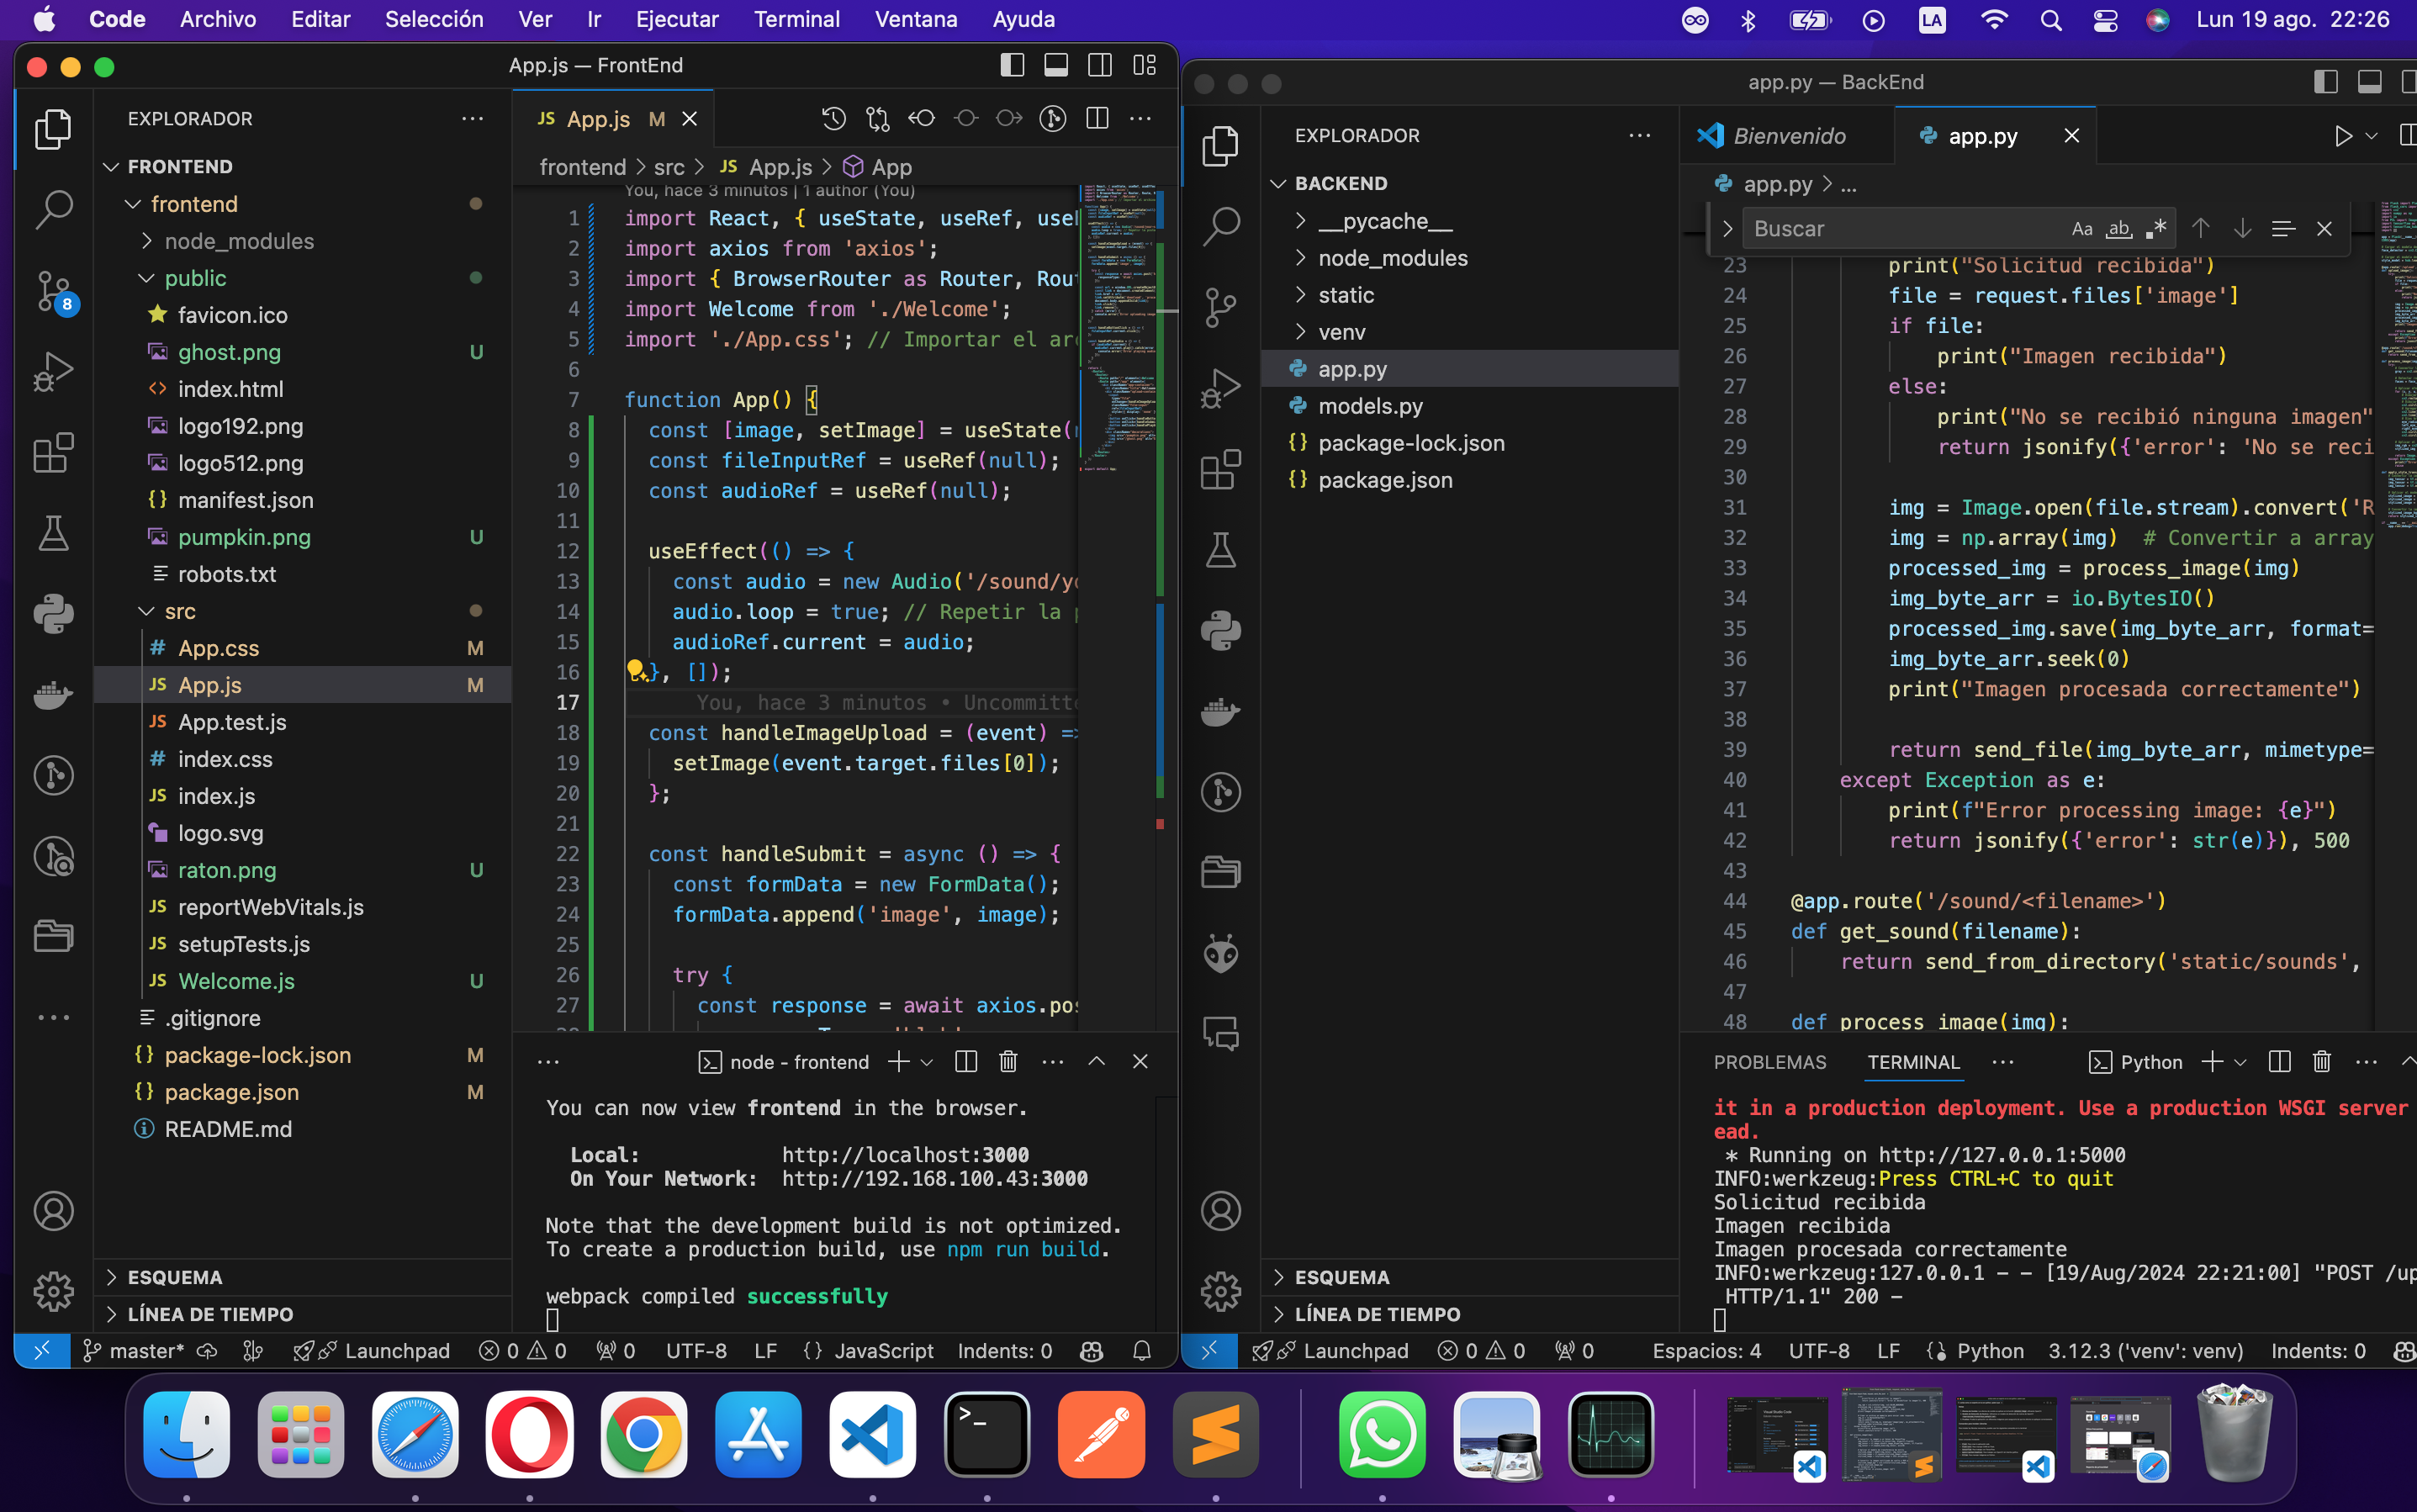 Code Archivo Editar Selección Ver Ir Ejecutar Terminal Ventana Ayuda LA Lun 19 ago. 22:26
App.js — FrontEnd
EXPLORADOR
FRONTEND
frontend
node_modules
public
favicon.ico
ghost.png U
index.html
logo192.png
logo512.png
manifest.json
pumpkin.png U
robots.txt
src
App.css M
App.js M
App.test.js
index.css
index.js
logo.svg
raton.png U
reportWebVitals.js
setupTests.js
Welcome.js U
.gitignore
package-lock.json M
package.json M
README.md
ESQUEMA
LÍNEA DE TIEMPO
8
JS App.js M
frontend > src > JS App.js > App
You, hace 3 minutos | 1 author (You)
1 import React, { useState, useRef, useE
2 import axios from 'axios';
3 import { BrowserRouter as Router, Rout
4 import Welcome from './Welcome';
5 import './App.css'; // Importar el arc
6
7 function App() {
8 const [image, setImage] = useState(n
9 const fileInputRef = useRef(null);
10 const audioRef = useRef(null);
11
12 useEffect(() => {
13 const audio = new Audio('/sound/yo
14 audio.loop = true; // Repetir la p
15 audioRef.current = audio;
16 }, []);
17 You, hace 3 minutos • Uncommitte
18 const handleImageUpload = (event) =>
19 setImage(event.target.files[0]);
20 };
21
22 const handleSubmit = async () => {
23 const formData = new FormData();
24 formData.append('image', image);
25
26 try {
27 const response = await axios.pos
node - frontend
You can now view frontend in the browser.
Local: http://localhost:3000
On Your Network: http://192.168.100.43:3000
Note that the development build is not optimized.
To create a production build, use npm run build.
webpack compiled successfully
master* Launchpad 0 0 0 UTF-8 LF {} JavaScript Indents: 0
app.py — BackEnd
EXPLORADOR
BACKEND
__pycache__
node_modules
static
venv
app.py
models.py
package-lock.json
package.json
ESQUEMA
LÍNEA DE TIEMPO
Bienvenido app.py
app.py > ...
Buscar Aa ab .*
23 print("Solicitud recibida")
24 file = request.files['image']
25 if file:
26 print("Imagen recibida")
27 else:
28 print("No se recibió ninguna imagen"
29 return jsonify({'error': 'No se reci
30
31 img = Image.open(file.stream).convert('R
32 img = np.array(img) # Convertir a array
33 processed_img = process_image(img)
34 img_byte_arr = io.BytesIO()
35 processed_img.save(img_byte_arr, format=
36 img_byte_arr.seek(0)
37 print("Imagen procesada correctamente")
38
39 return send_file(img_byte_arr, mimetype=
40 except Exception as e:
41 print(f"Error processing image: {e}")
42 return jsonify({'error': str(e)}), 500
43
44 @app.route('/sound/<filename>')
45 def get_sound(filename):
46 return send_from_directory('static/sounds',
47
48 def process_image(img):
PROBLEMAS TERMINAL Python
it in a production deployment. Use a production WSGI server
ead.
* Running on http://127.0.0.1:5000
INFO:werkzeug:Press CTRL+C to quit
Solicitud recibida
Imagen recibida
Imagen procesada correctamente
INFO:werkzeug:127.0.0.1 - - [19/Aug/2024 22:21:00] "POST /up
HTTP/1.1" 200 -
Launchpad 0 0 0 Espacios: 4 UTF-8 LF Python 3.12.3 ('venv': venv) Indents: 0